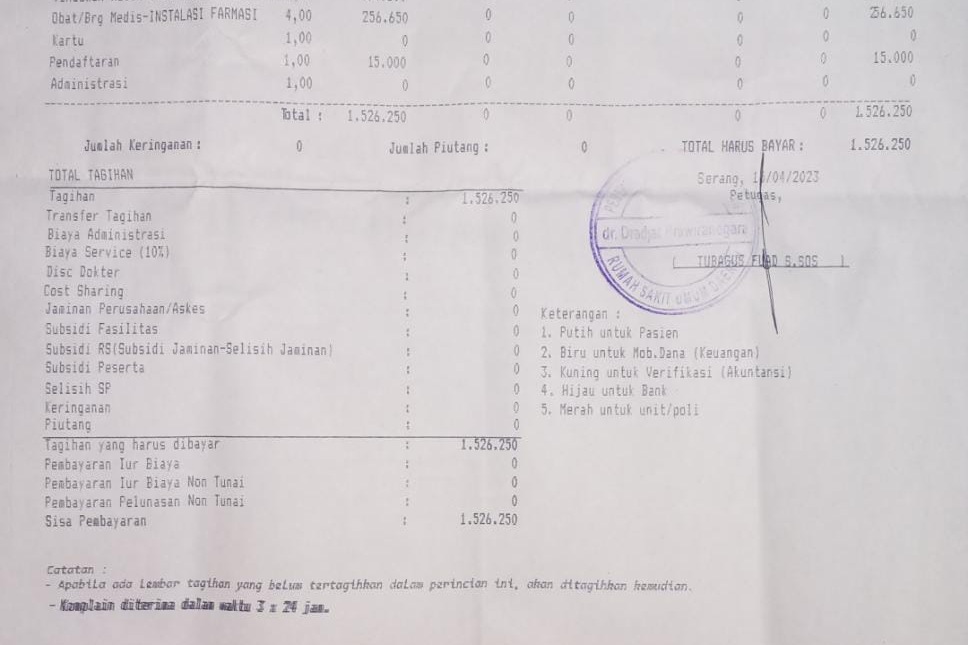 Obat/Brg Medis-INSTALASI FARMASI 4,00 256.650 0 0 0 0 256.650
Kartu 1,00 0 0 0 0 0 0
Pendaftaran 1,00 15.000 0 0 0 0 15.000
Administrasi 1,00 0 0 0 0 0 0
Total : 1.526.250 0 0 0 0 1.526.250
Jumlah Keringanan : 0 Jumlah Piutang : 0 TOTAL HARUS BAYAR : 1.526.250
TOTAL TAGIHAN
Tagihan : 1.526.250
Transfer Tagihan : 0
Biaya Administrasi : 0
Biaya Service (10%) : 0
Disc Dokter : 0
Cost Sharing : 0
Jaminan Perusahaan/Askes : 0
Subsidi Fasilitas : 0
Subsidi RS(Subsidi Jaminan-Selisih Jaminan) : 0
Subsidi Peserta : 0
Selisih SP : 0
Keringanan : 0
Piutang : 0
Tagihan yang harus dibayar : 1.526.250
Pembayaran Iur Biaya : 0
Pembayaran Iur Biaya Non Tunai : 0
Pembayaran Pelunasan Non Tunai : 0
Sisa Pembayaran : 1.526.250
Serang, /04/2023
Petugas,
dr. Dradjat Prawiranegara
RUMAH SAKIT UMUM
( TUBAGUS FUAD S.SOS )
Keterangan :
1. Putih untuk Pasien
2. Biru untuk Mob.Dana (Keuangan)
3. Kuning untuk Verifikasi (Akuntansi)
4. Hijau untuk Bank
5. Merah untuk unit/poli
Catatan :
- Apabila ada lembar tagihan yang belum tertagihkan dalam perincian ini, akan ditagihkan kemudian.
- Komplain diterima dalam waktu 3 x 24 jam.